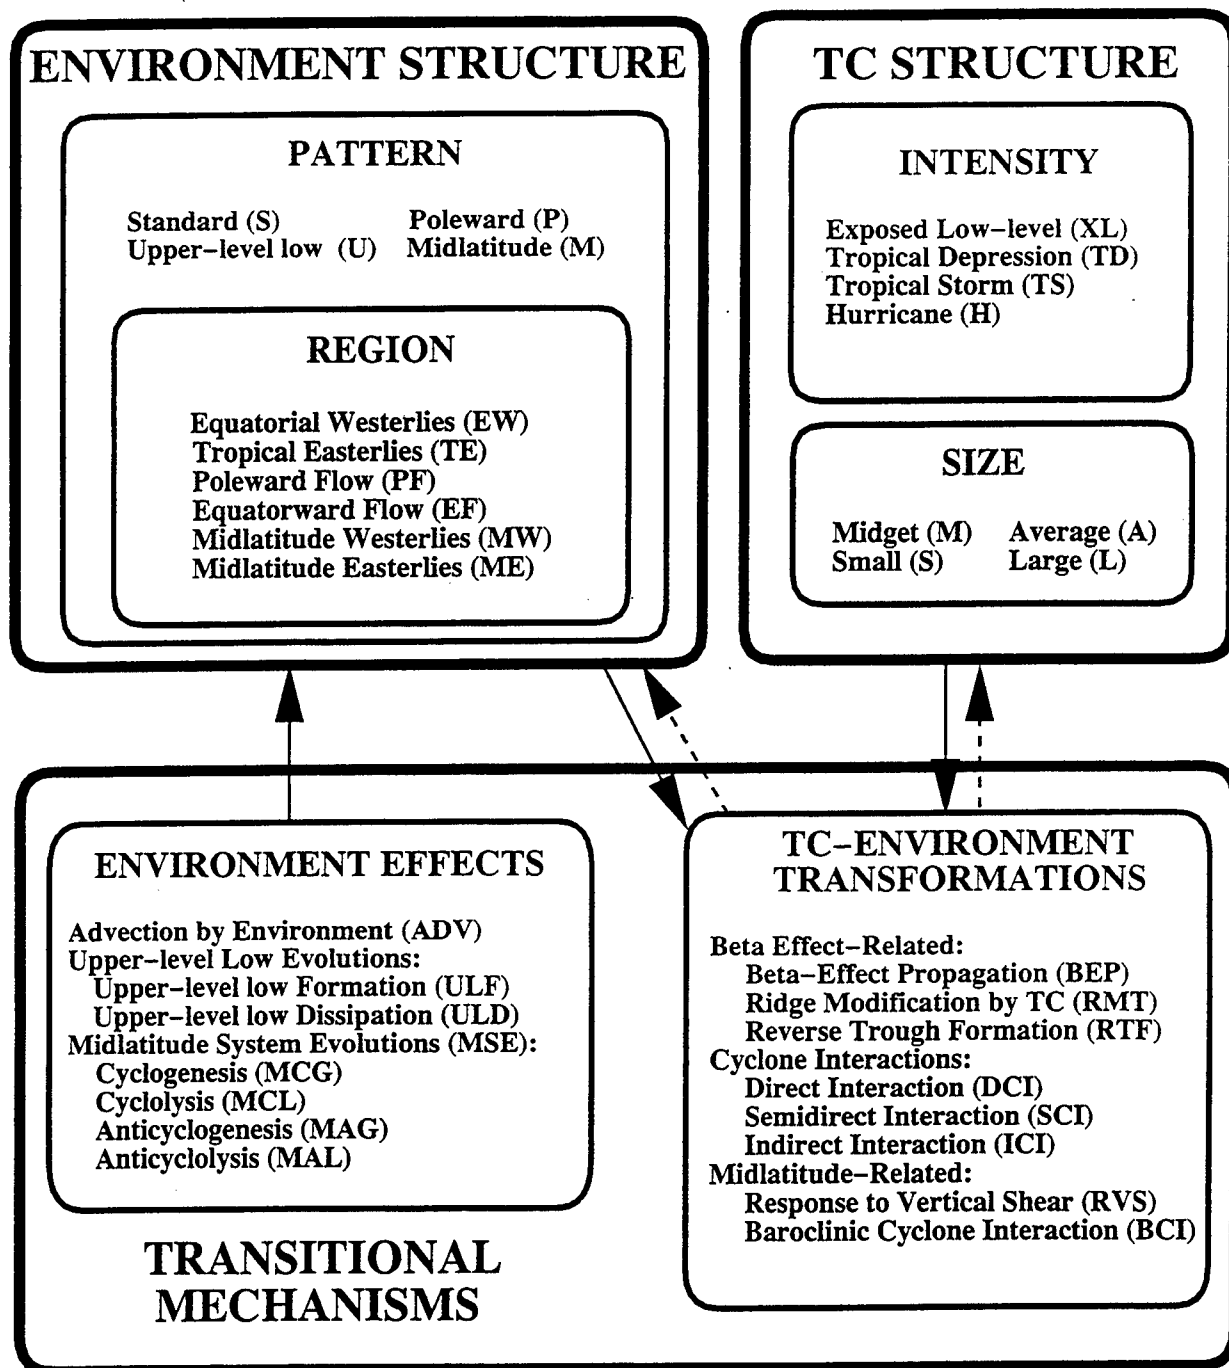 ENVIRONMENT STRUCTURE
PATTERN
Standard (S) Poleward (P)
Upper-level low (U) Midlatitude (M)
REGION
Equatorial Westerlies (EW)
Tropical Easterlies (TE)
Poleward Flow (PF)
Equatorward Flow (EF)
Midlatitude Westerlies (MW)
Midlatitude Easterlies (ME)
TC STRUCTURE
INTENSITY
Exposed Low-level (XL)
Tropical Depression (TD)
Tropical Storm (TS)
Hurricane (H)
SIZE
Midget (M) Average (A)
Small (S) Large (L)
ENVIRONMENT EFFECTS
Advection by Environment (ADV)
Upper-level Low Evolutions:
Upper-level low Formation (ULF)
Upper-level low Dissipation (ULD)
Midlatitude System Evolutions (MSE):
Cyclogenesis (MCG)
Cyclolysis (MCL)
Anticyclogenesis (MAG)
Anticyclolysis (MAL)
TC-ENVIRONMENT
TRANSFORMATIONS
Beta Effect-Related:
Beta-Effect Propagation (BEP)
Ridge Modification by TC (RMT)
Reverse Trough Formation (RTF)
Cyclone Interactions:
Direct Interaction (DCI)
Semidirect Interaction (SCI)
Indirect Interaction (ICI)
Midlatitude-Related:
Response to Vertical Shear (RVS)
Baroclinic Cyclone Interaction (BCI)
TRANSITIONAL
MECHANISMS